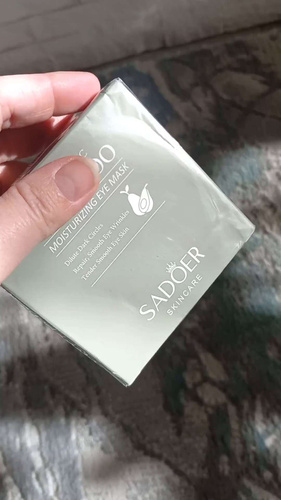 MOISTURIZING EYE MASK
Dilute Dark Circles
Repair, Smooth Eye Wrinkles
Tender Smooth Eye Skin
SADOER
SKINCARE